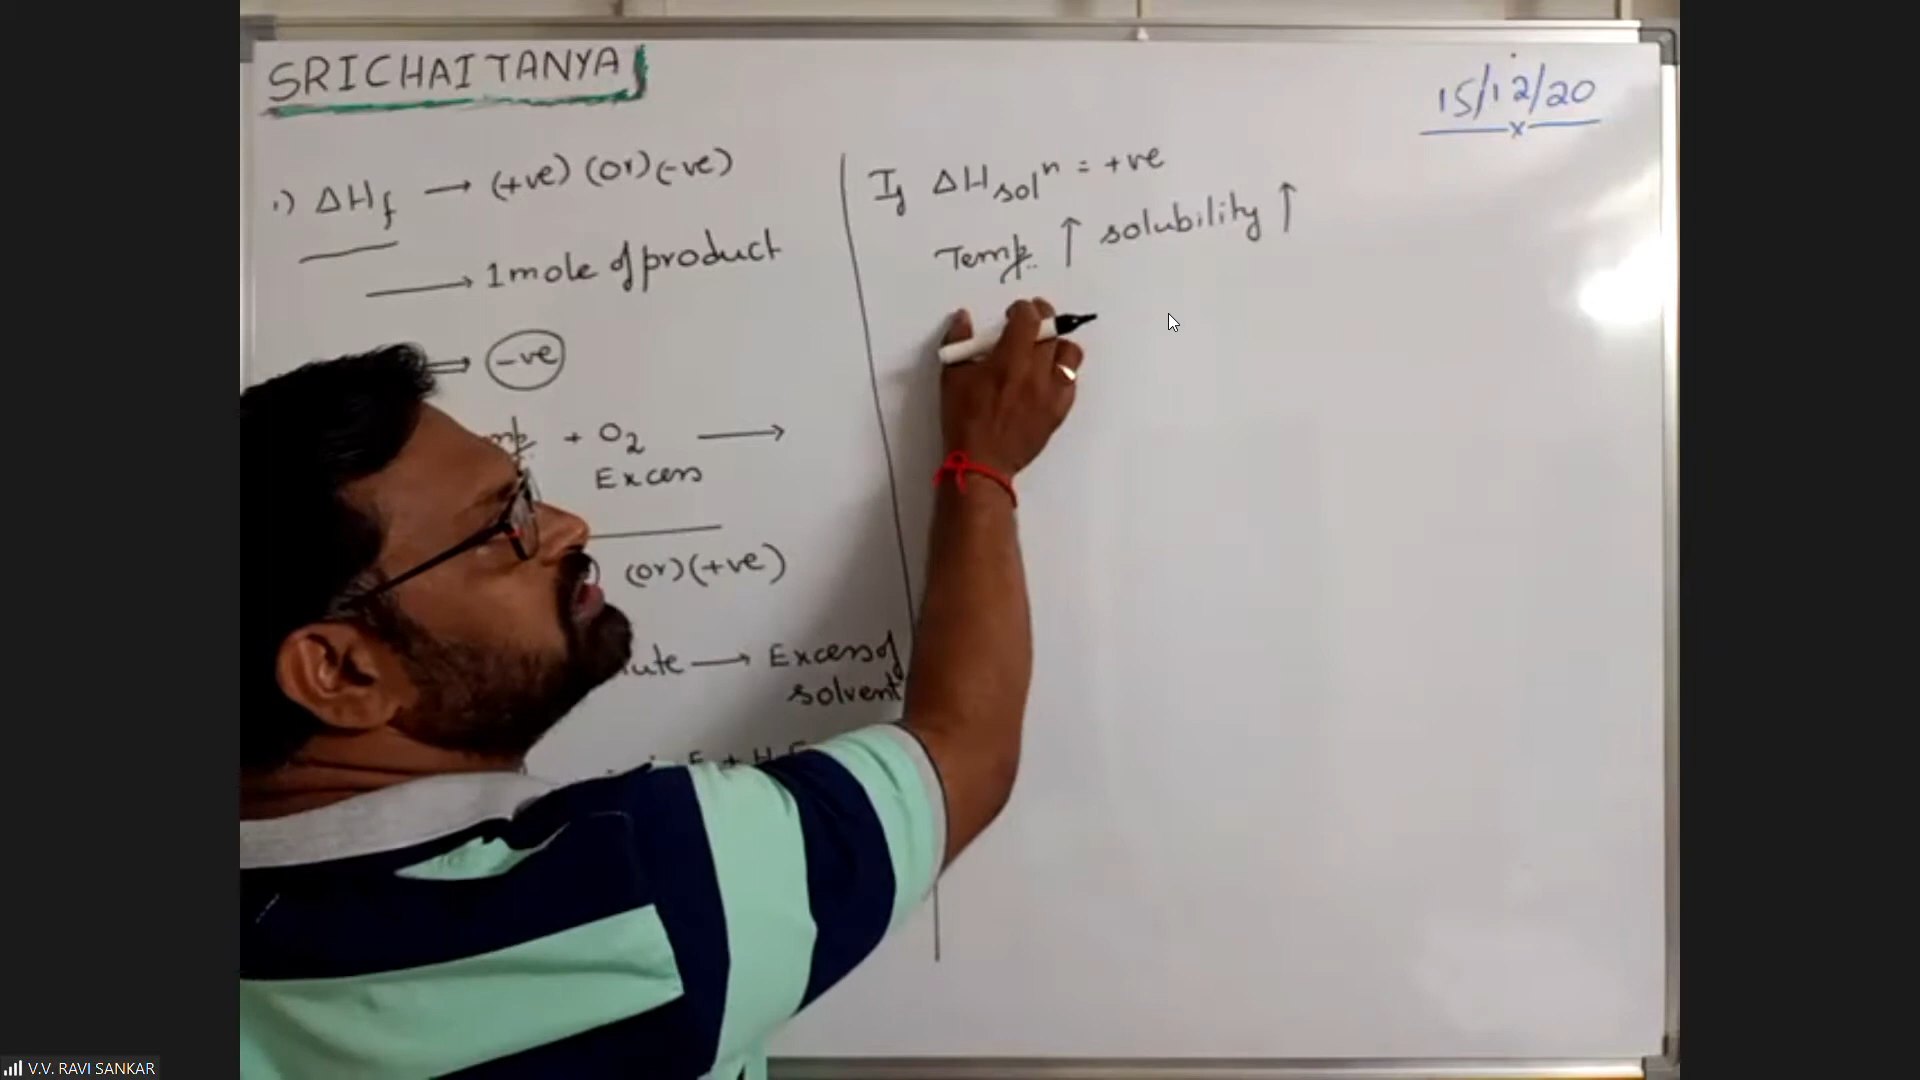 SRICHAITANYA
15/12/20
1.) ΔHf → (+ve) (or) (-ve)
→ 1 mole of product
⇒ -ve
+ O2 →
Excess
(or) (+ve)
→ Excess of
solvent
If ΔHsolⁿ = +ve
Temp. ↑ solubility ↑
V.V. RAVI SANKAR